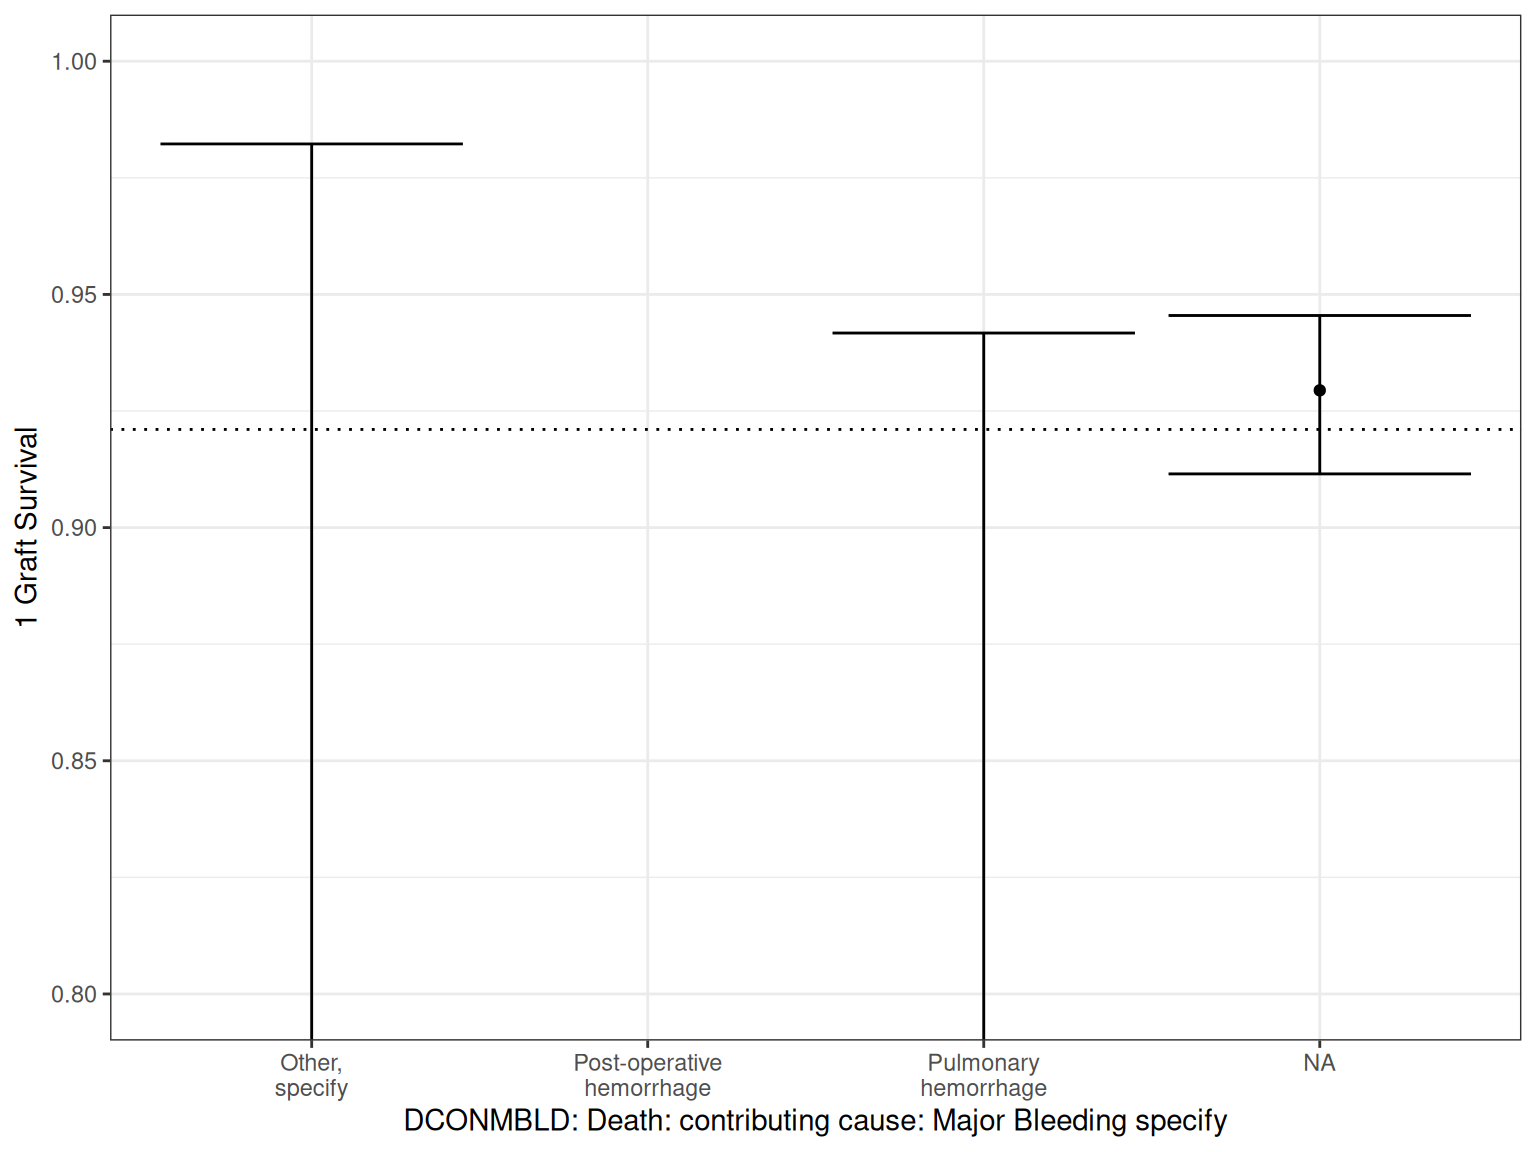 1.00
0.95
0.90
0.85
0.80
1 Graft Survival
Other,
specify
Post-operative
hemorrhage
Pulmonary
hemorrhage
NA
DCONMBLD: Death: contributing cause: Major Bleeding specify